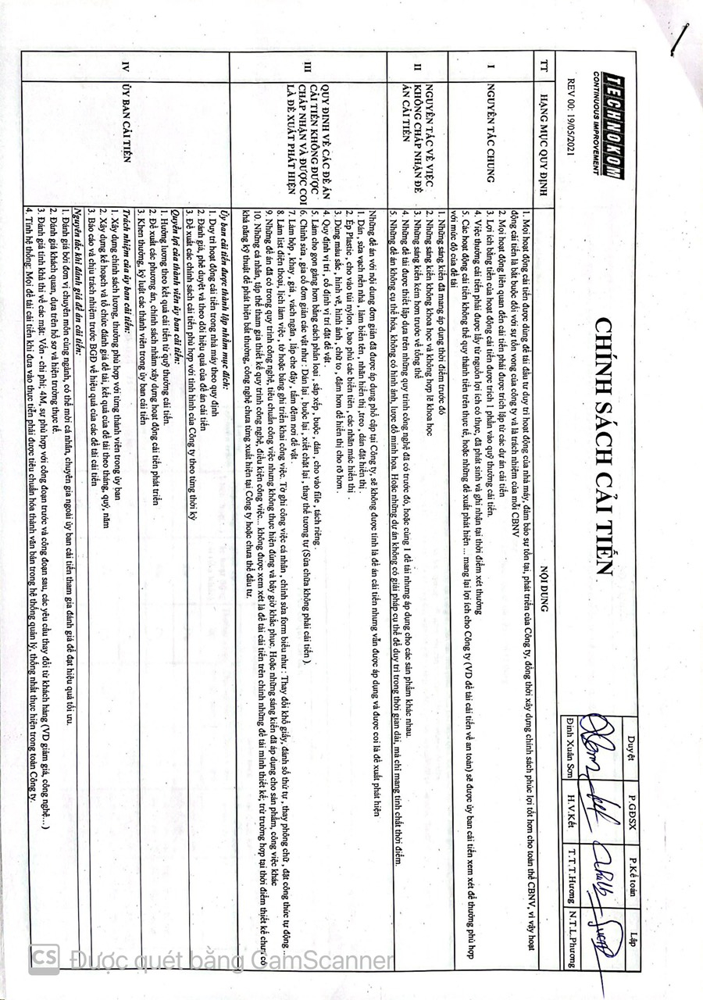 TECHNOKOM
CONTINUOUS IMPROVEMENT
REV 00: 19/05/2021
CHÍNH SÁCH CẢI TIẾN
Duyệt
P.GĐSX
P.Kế toán
Lập
Đinh Xuân Sơn
H.V.Kết
T.T.T.Hương
N.T.L.Phương
TT
HẠNG MỤC QUY ĐỊNH
NỘI DUNG
I
NGUYÊN TẮC CHUNG
1. Mọi hoạt động cải tiến được dùng để tái đầu tư duy trì hoạt động của nhà máy, đảm bảo sự tồn tại, phát triển của Công ty, đồng thời xây dựng chính sách phúc lợi tốt hơn cho toàn thể CBNV, vì vậy hoạt
động cải tiến là bắt buộc đối với sự tồn vong của công ty và là trách nhiệm của mỗi CBNV
2. Mọi hoạt động liên quan đến cải tiến phải được trích lập từ các dự án cải tiến
3. Lợi ích bằng tiền của hoạt động cải tiến được trích 1 phần vào quỹ thưởng cải tiến.
4. Việc thưởng cải tiến phải được lấy từ nguồn lợi ích có thực, đã phát sinh và ghi nhận tại thời điểm xét thưởng
5. Các hoạt động cải tiến không thể quy thành tiền trên thực tế, hoặc những đề xuất phát hiện ... mang lại lợi ích cho Công ty (VD đề tài cải tiến về an toàn) sẽ được ủy ban cải tiến xem xét để thưởng phù hợp
với mức độ của đề tài
II
NGUYÊN TẮC VỀ VIỆC
KHÔNG CHẤP NHẬN ĐỀ
ÁN CẢI TIẾN
1. Những sáng kiến đã mang áp dụng thời điểm trước đó
2. Những sáng kiến không khoa học và không hợp lẽ khoa học
3. Những sáng kiến kém hơn trước về tổng thể
4. Những đề tài được thiết lập dựa trên những quy trình công nghệ đã có trước đó, hoặc cùng 1 đề tài nhưng áp dụng cho các sản phẩm khác nhau.
5. Những đề án không cụ thể hóa, không có hình ảnh, lược đồ minh họa. Hoặc những dự án không có giải pháp cụ thể để duy trì trong thời gian dài, mà chỉ mang tính chất thời điểm.
III
QUY ĐỊNH VỀ CÁC ĐỀ ÁN
CẢI TIẾN KHÔNG ĐƯỢC
CHẤP NHẬN VÀ ĐƯỢC COI
LÀ ĐỀ XUẤT PHÁT HIỆN
Những đề án với nội dung đơn giản đã được áp dụng phổ cập tại Công ty, sẽ không được tính là đề án cải tiến nhưng vẫn được áp dụng và được coi là đề xuất phát hiện
1. Dán, sửa vạch nền nhà, làm biển tên, nhãn hiển thị ,treo , dán đặt hiển thị .
2. Ép Plastic , cho vào túi nylon , bao phủ các biển tiến , các nhãn mác hiển thị .
3. Dùng màu sắc , hình vẽ, hình ảnh , chữ to , đậm hơn để hiển thị cho rõ hơn .
4. Quy định vị trí , cố định vị trí đặt để vật .
5. Làm cho gọn gàng hơn bằng cách phân loại , sắp xếp , buộc , dán, cho vào file , tách riêng .
6. Chỉnh sửa , gia cố đơn giản các vật như : Dán lại , buộc lại , xiết chặt lại , thay thế tương tự (Sửa chữa không phải cải tiến ).
7. Làm hộp , khay , giá , vách ngăn , lắp che đậy , tấm đệm nơi để vật .
8. Làm list điện thoại, lịch làm việc , tờ hoặc bảng ghi triển khai công việc. Tờ ghi công việc cá nhân , chỉnh sửa form biểu như : Thay đổi khổ giấy, đánh số thứ tự , thay phông chữ , đặt công thức tự động ....
9. Những đề án đã có trong quy trình công nghệ, tiêu chuẩn công việc nhưng không thực hiện đúng và bây giờ khắc phục. Hoặc những sáng kiến đã áp dụng cho sản phẩm, công việc khác
10. Những cá nhân, tập thể tham gia thiết kế quy trình công nghệ, điều kiện công việc... không được xem xét là đề tài cải tiến trên chính những đề tài mình thiết kế, trừ trường hợp tại thời điểm thiết kế chưa có
khả năng kỹ thuật để phát hiện bất thường, công nghệ chưa từng xuất hiện tại Công ty hoặc chưa thể đầu tư.
IV
ỦY BAN CẢI TIẾN
Ủy ban cải tiến được thành lập nhằm mục đích:
1. Duy trì hoạt động cải tiến trong nhà máy theo quy định
2. Đánh giá, phê duyệt và theo dõi hiệu quả của đề án cải tiến
3. Đề xuất các chính sách cải tiến phù hợp với tình hình của Công ty theo từng thời kỳ
Quyền lợi của thành viên ủy ban cải tiến:
1. Hưởng lương theo kết quả cải tiến từ quỹ thưởng cải tiến.
2. Đề xuất các phương án, chính sách nhằm xây dựng hoạt động cải tiến phát triển
3. Khen thưởng, kỷ luật các thành viên trong ủy ban cải tiến
Trách nhiệm của ủy ban cải tiến:
1. Xây dựng chính sách lương, thưởng phù hợp với từng thành viên trong ủy ban
2. Xây dựng kế hoạch và tổ chức đánh giá đề tài, kết quả của đề tài theo tháng, quý, năm
3. Báo cáo và chịu trách nhiệm trước BGĐ về hiệu quả của các đề tài cải tiến
Nguyên tắc khi đánh giá đề án cải tiến:
1. Đánh giá bởi đơn vị chuyên môn cùng ngành, có thể mời cá nhân, chuyên gia ngoài ủy ban cải tiến tham gia đánh giá để đạt hiệu quả tối ưu.
2. Đánh giá khách quan, dựa trên hồ sơ và hiện trường thực tế.
3. Đánh giá tính khả thi về các mặt: Vốn - chi phí, 4M, sự phù hợp với công đoạn trước và công đoạn sau, các yêu cầu thay đổi từ khách hàng (VD giảm giá, công nghệ...)
4. Tính hệ thống: Mọi đề tài cải tiến khi đưa vào thực tiễn phải được tiêu chuẩn hóa thành văn bản trong hệ thống quản lý, thống nhất thực hiện trong toàn Công ty.
CS Được quét bằng CamScanner